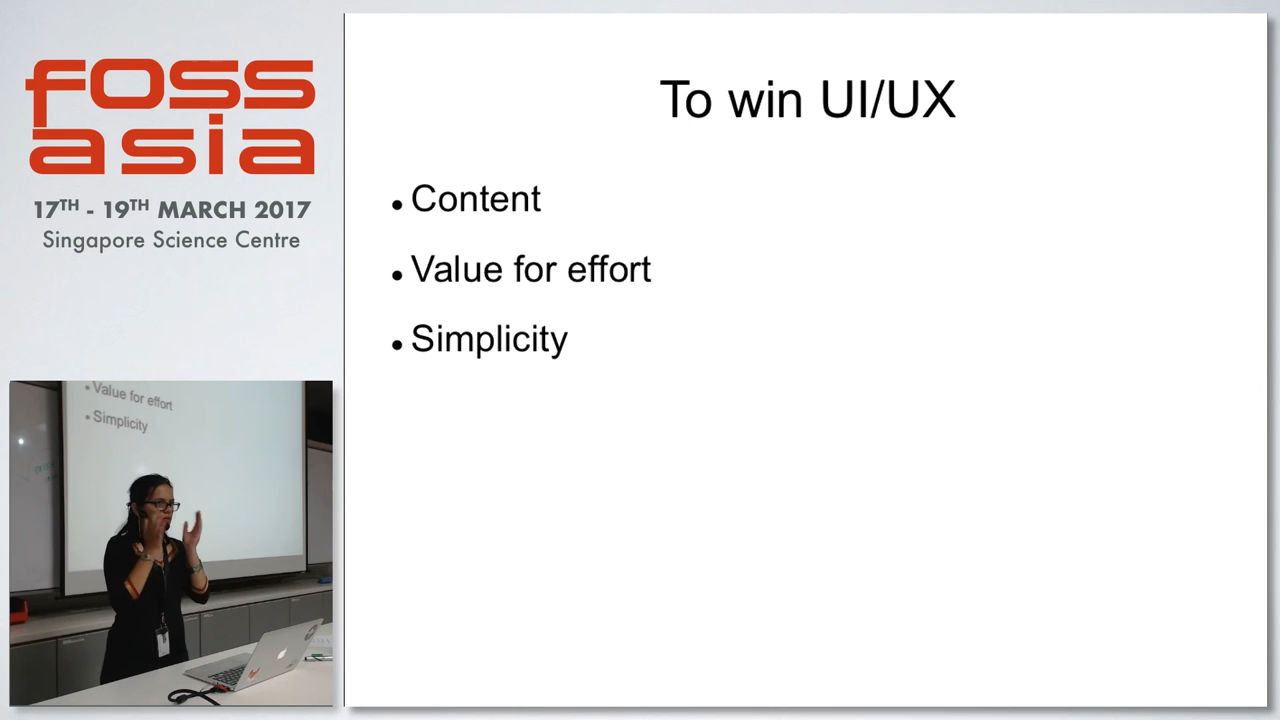 foss
asia
17TH - 19TH MARCH 2017
Singapore Science Centre
To win UI/UX
• Content
• Value for effort
• Simplicity
• Value for effort
• Simplicity